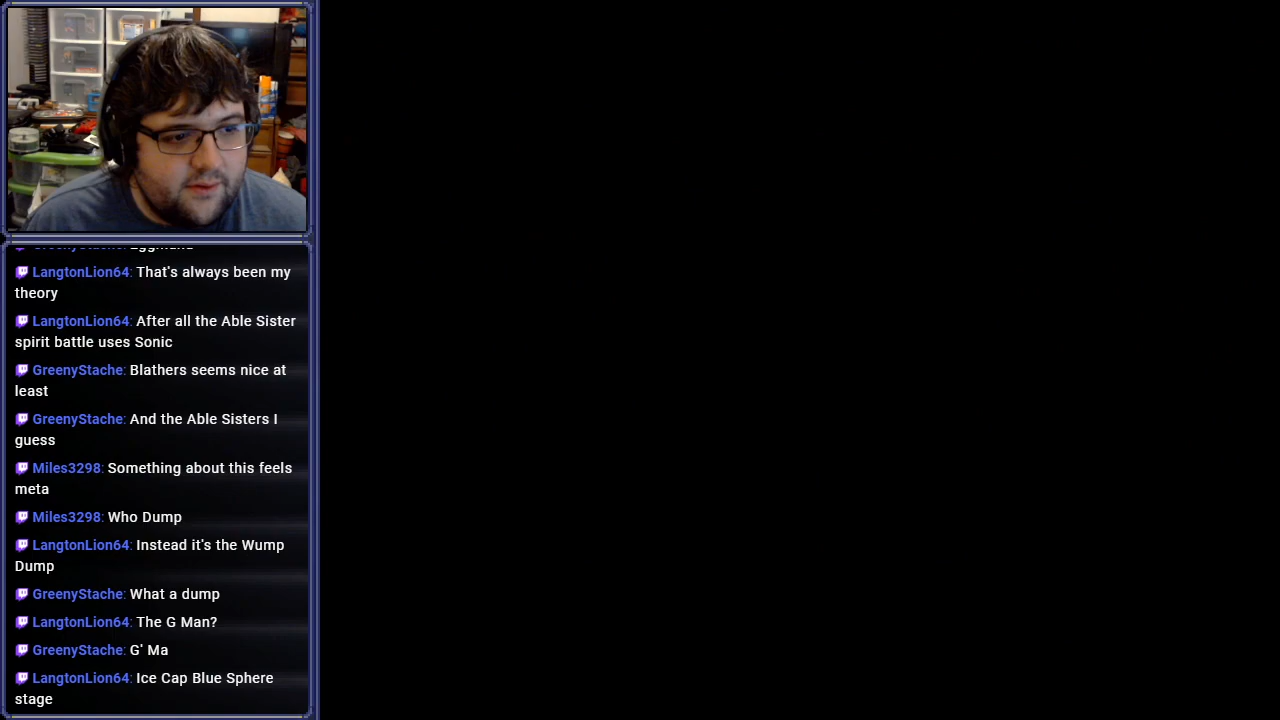 LangtonLion64: That's always been my
theory
LangtonLion64: After all the Able Sister
spirit battle uses Sonic
GreenyStache: Blathers seems nice at
least
GreenyStache: And the Able Sisters I
guess
Miles3298: Something about this feels
meta
Miles3298: Who Dump
LangtonLion64: Instead it's the Wump
Dump
GreenyStache: What a dump
LangtonLion64: The G Man?
GreenyStache: G' Ma
LangtonLion64: Ice Cap Blue Sphere
stage